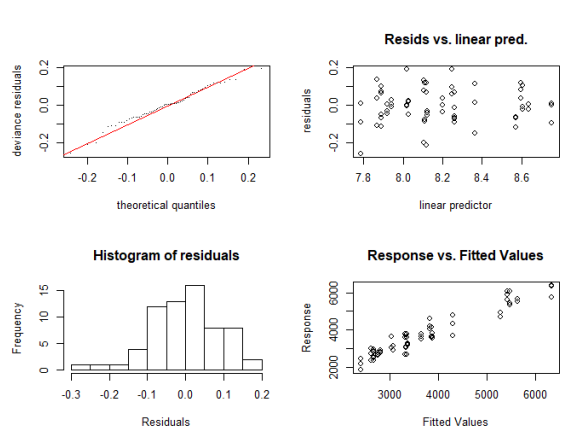 Resids vs. linear pred.
deviance residuals
-0.2 0.0 0.2
-0.2 -0.1 0.0 0.1 0.2
theoretical quantiles
residuals
-0.2 0.0 0.2
7.8 8.0 8.2 8.4 8.6
linear predictor
Histogram of residuals
Frequency
0 5 10 15
-0.3 -0.2 -0.1 0.0 0.1 0.2
Residuals
Response vs. Fitted Values
Response
2000 4000 6000
3000 4000 5000 6000
Fitted Values